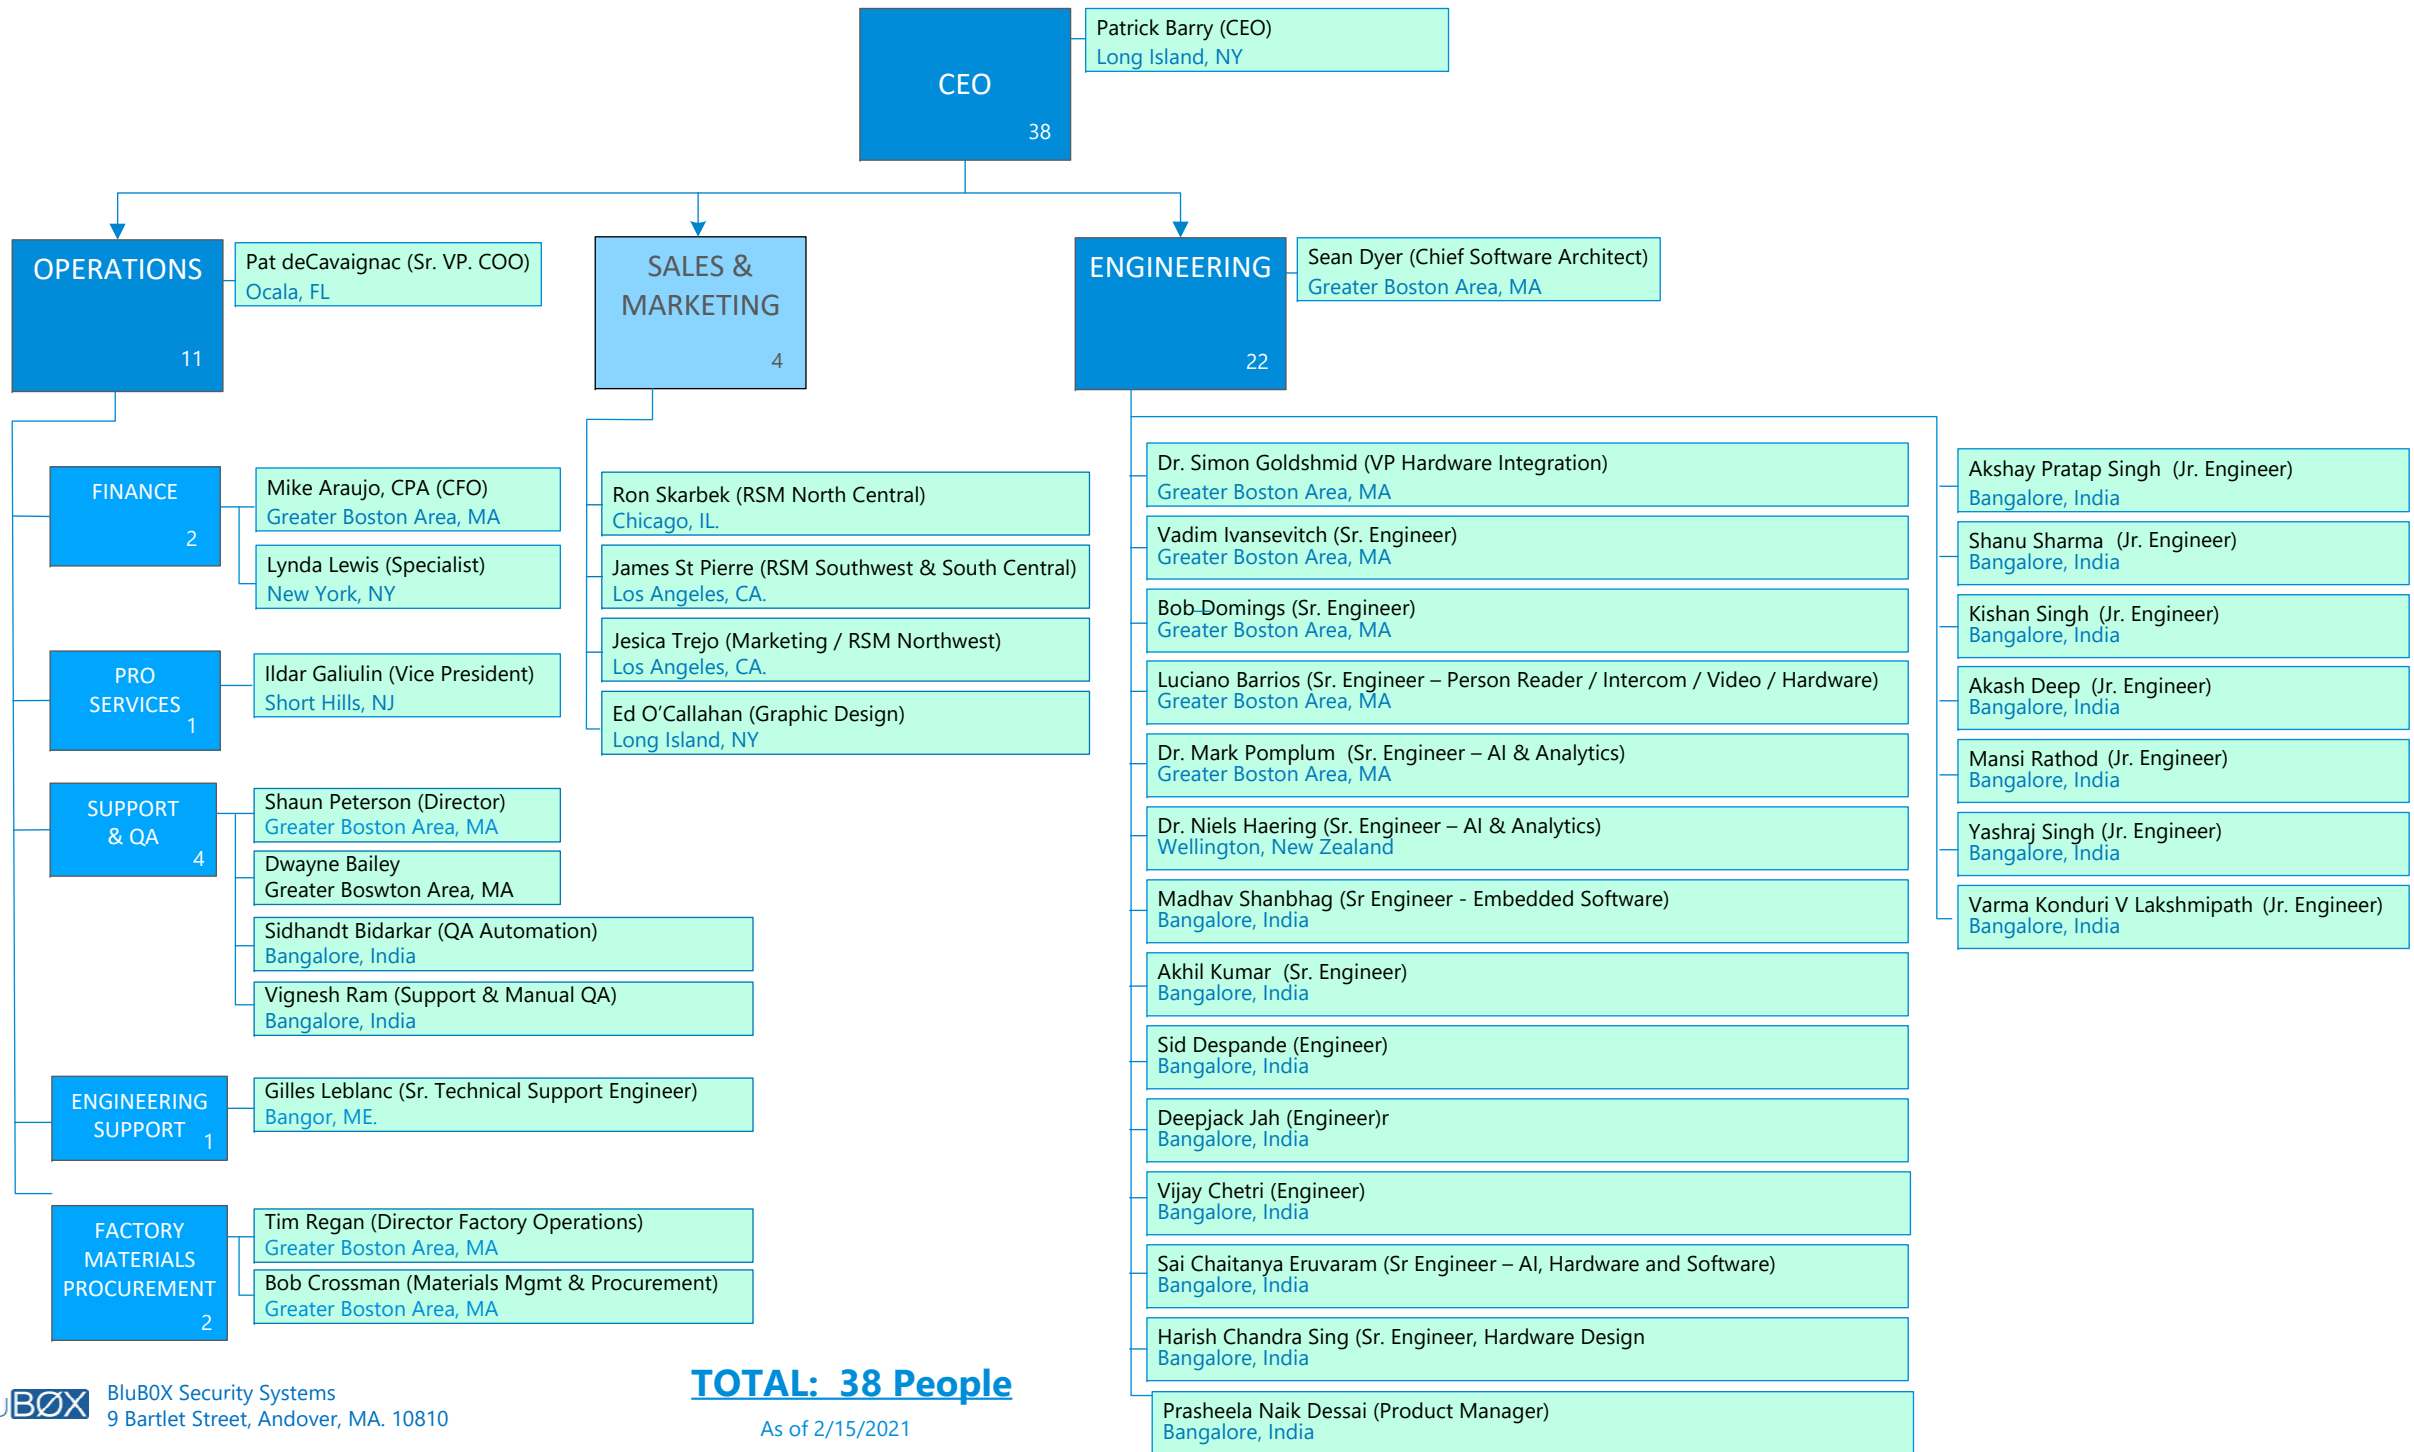 CEO
38
Patrick Barry (CEO)
Long Island, NY
OPERATIONS
11
Pat deCavaignac (Sr. VP. COO)
Ocala, FL
SALES &
MARKETING
4
ENGINEERING
22
Sean Dyer (Chief Software Architect)
Greater Boston Area, MA
FINANCE
2
Mike Araujo, CPA (CFO)
Greater Boston Area, MA
Lynda Lewis (Specialist)
New York, NY
PRO
SERVICES
1
Ildar Galiulin (Vice President)
Short Hills, NJ
SUPPORT
& QA
4
Shaun Peterson (Director)
Greater Boston Area, MA
Dwayne Bailey
Greater Boswton Area, MA
Sidhandt Bidarkar (QA Automation)
Bangalore, India
Vignesh Ram (Support & Manual QA)
Bangalore, India
ENGINEERING
SUPPORT
1
Gilles Leblanc (Sr. Technical Support Engineer)
Bangor, ME.
FACTORY
MATERIALS
PROCUREMENT
2
Tim Regan (Director Factory Operations)
Greater Boston Area, MA
Bob Crossman (Materials Mgmt & Procurement)
Greater Boston Area, MA
Ron Skarbek (RSM North Central)
Chicago, IL.
James St Pierre (RSM Southwest & South Central)
Los Angeles, CA.
Jesica Trejo (Marketing / RSM Northwest)
Los Angeles, CA.
Ed O’Callahan (Graphic Design)
Long Island, NY
Dr. Simon Goldshmid (VP Hardware Integration)
Greater Boston Area, MA
Vadim Ivansevitch (Sr. Engineer)
Greater Boston Area, MA
Bob Domings (Sr. Engineer)
Greater Boston Area, MA
Luciano Barrios (Sr. Engineer – Person Reader / Intercom / Video / Hardware)
Greater Boston Area, MA
Dr. Mark Pomplum (Sr. Engineer – AI & Analytics)
Greater Boston Area, MA
Dr. Niels Haering (Sr. Engineer – AI & Analytics)
Wellington, New Zealand
Madhav Shanbhag (Sr Engineer - Embedded Software)
Bangalore, India
Akhil Kumar (Sr. Engineer)
Bangalore, India
Sid Despande (Engineer)
Bangalore, India
Deepjack Jah (Engineer)r
Bangalore, India
Vijay Chetri (Engineer)
Bangalore, India
Sai Chaitanya Eruvaram (Sr Engineer – AI, Hardware and Software)
Bangalore, India
Harish Chandra Sing (Sr. Engineer, Hardware Design
Bangalore, India
Prasheela Naik Dessai (Product Manager)
Bangalore, India
Akshay Pratap Singh (Jr. Engineer)
Bangalore, India
Shanu Sharma (Jr. Engineer)
Bangalore, India
Kishan Singh (Jr. Engineer)
Bangalore, India
Akash Deep (Jr. Engineer)
Bangalore, India
Mansi Rathod (Jr. Engineer)
Bangalore, India
Yashraj Singh (Jr. Engineer)
Bangalore, India
Varma Konduri V Lakshmipath (Jr. Engineer)
Bangalore, India
BØX
BluB0X Security Systems
9 Bartlet Street, Andover, MA. 10810
TOTAL: 38 People
As of 2/15/2021